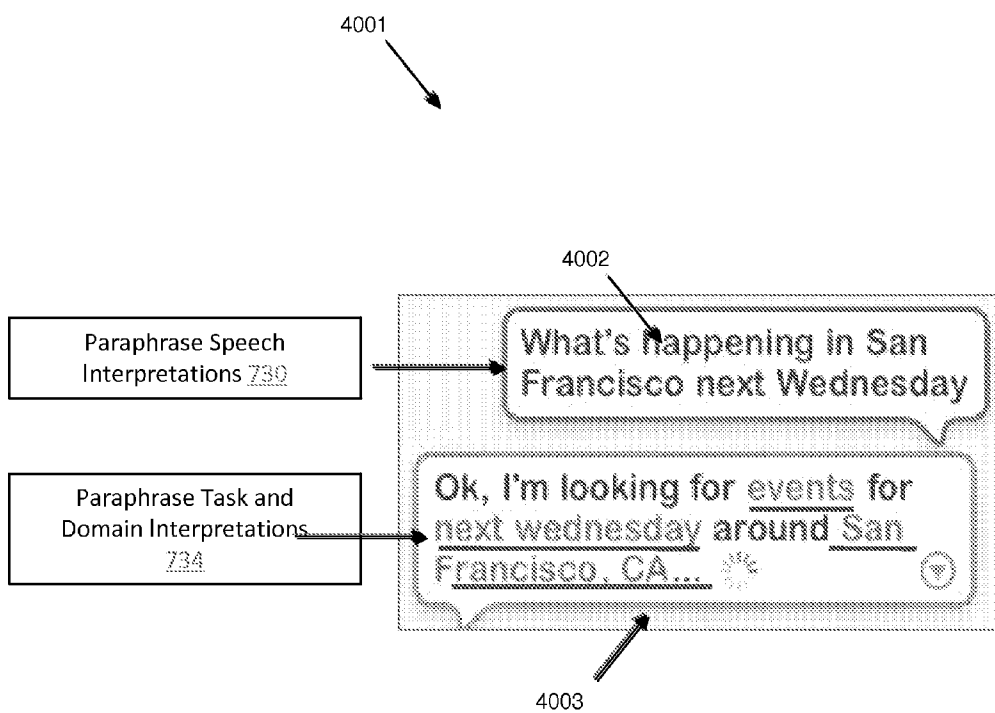 4001
4002
Paraphrase Speech
Interpretations 730
What's happening in San
Francisco next Wednesday
Paraphrase Task and
Domain Interpretations
734
Ok, I'm looking for events for
next wednesday around San
Francisco, CA...
4003